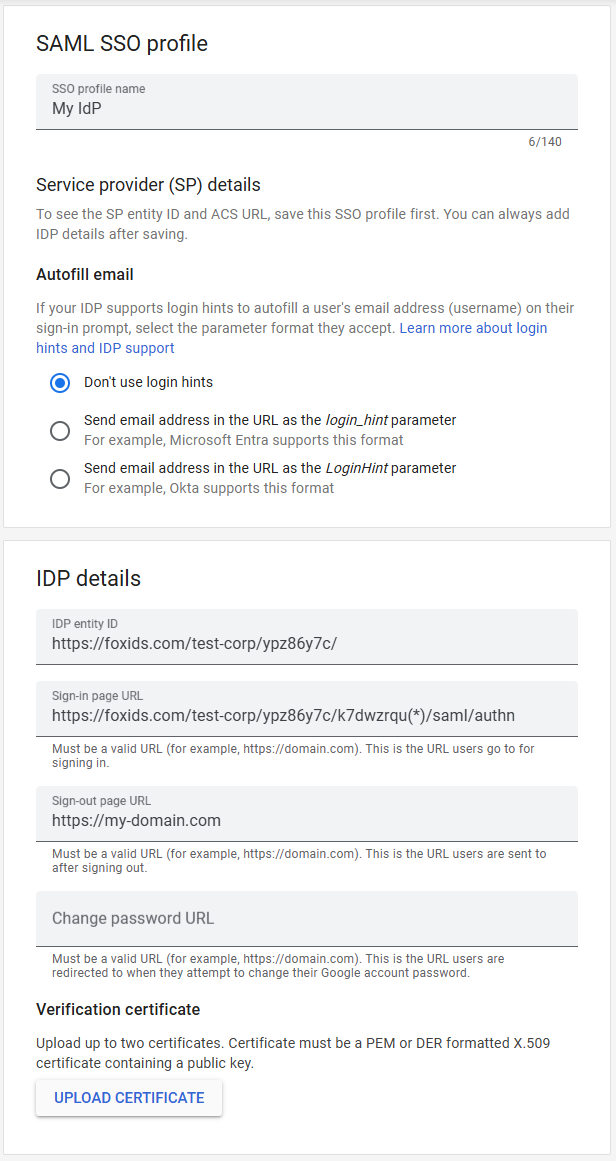 SAML SSO profile
SSO profile name
My IdP
6/140
Service provider (SP) details
To see the SP entity ID and ACS URL, save this SSO profile first. You can always add
IDP details after saving.
Autofill email
If your IDP supports login hints to autofill a user's email address (username) on their
sign-in prompt, select the parameter format they accept. Learn more about login
hints and IDP support
Don't use login hints
Send email address in the URL as the login_hint parameter
For example, Microsoft Entra supports this format
Send email address in the URL as the LoginHint parameter
For example, Okta supports this format
IDP details
IDP entity ID
https://foxids.com/test-corp/ypz86y7c/
Sign-in page URL
https://foxids.com/test-corp/ypz86y7c/k7dwzrqu(*)/saml/authn
Must be a valid URL (for example, https://domain.com). This is the URL users go to for
signing in.
Sign-out page URL
https://my-domain.com
Must be a valid URL (for example, https://domain.com). This is the URL users are sent to
after signing out.
Change password URL
Must be a valid URL (for example, https://domain.com). This is the URL users are
redirected to when they attempt to change their Google account password.
Verification certificate
Upload up to two certificates. Certificate must be a PEM or DER formatted X.509
certificate containing a public key.
UPLOAD CERTIFICATE